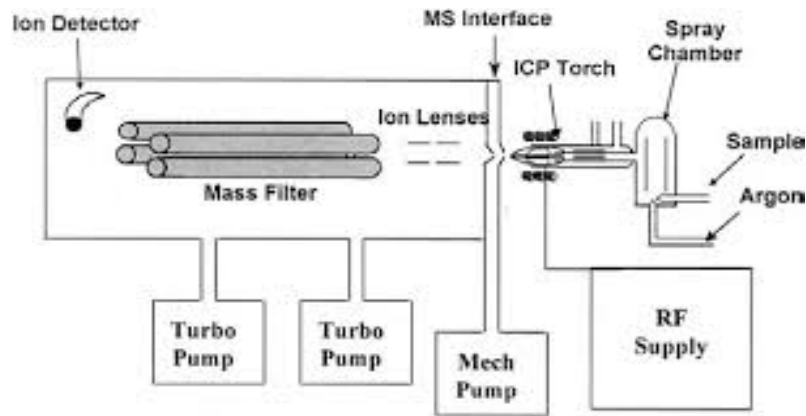 Ion Detector
MS Interface
Spray
Chamber
ICP Torch
Ion Lenses
Sample
Mass Filter
Argon
Turbo
Pump
Turbo
Pump
Mech
Pump
RF
Supply